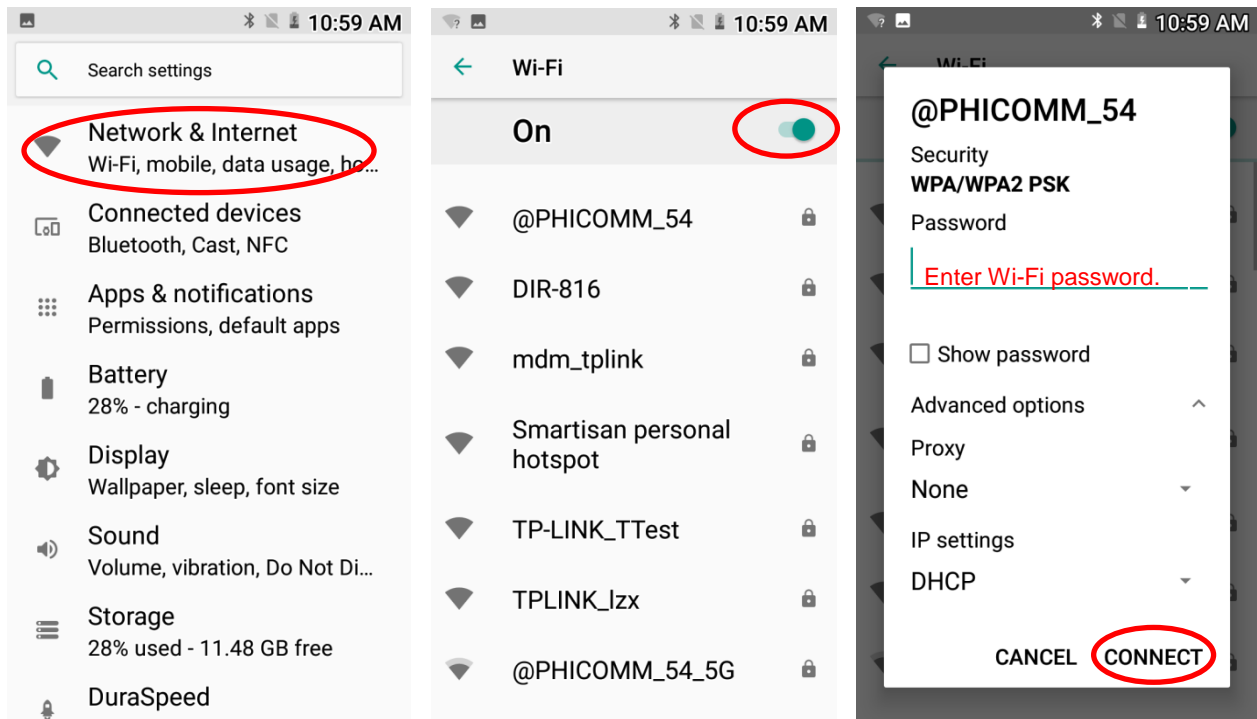 10:59 AM
Search settings
Network & Internet
Wi-Fi, mobile, data usage, ho...
Connected devices
Bluetooth, Cast, NFC
Apps & notifications
Permissions, default apps
Battery
28% - charging
Display
Wallpaper, sleep, font size
Sound
Volume, vibration, Do Not Di...
Storage
28% used - 11.48 GB free
DuraSpeed
10:59 AM
Wi-Fi
On
@PHICOMM_54
DIR-816
mdm_tplink
Smartisan personal
hotspot
TP-LINK_TTest
TPLINK_lzx
@PHICOMM_54_5G
10:59 AM
Wi-Fi
@PHICOMM_54
Security
WPA/WPA2 PSK
Password
Enter Wi-Fi password.
Show password
Advanced options
Proxy
None
IP settings
DHCP
CANCEL CONNECT